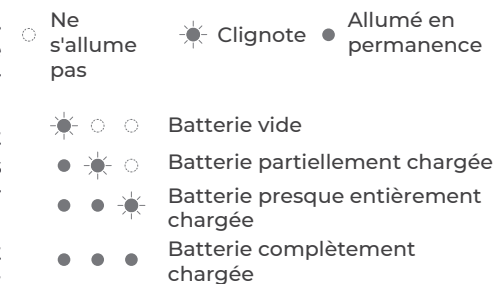 Ne
s'allume
pas
Clignote
Allumé en
permanence
Batterie vide
Batterie partiellement chargée
Batterie presque entièrement
chargée
Batterie complètement
chargée